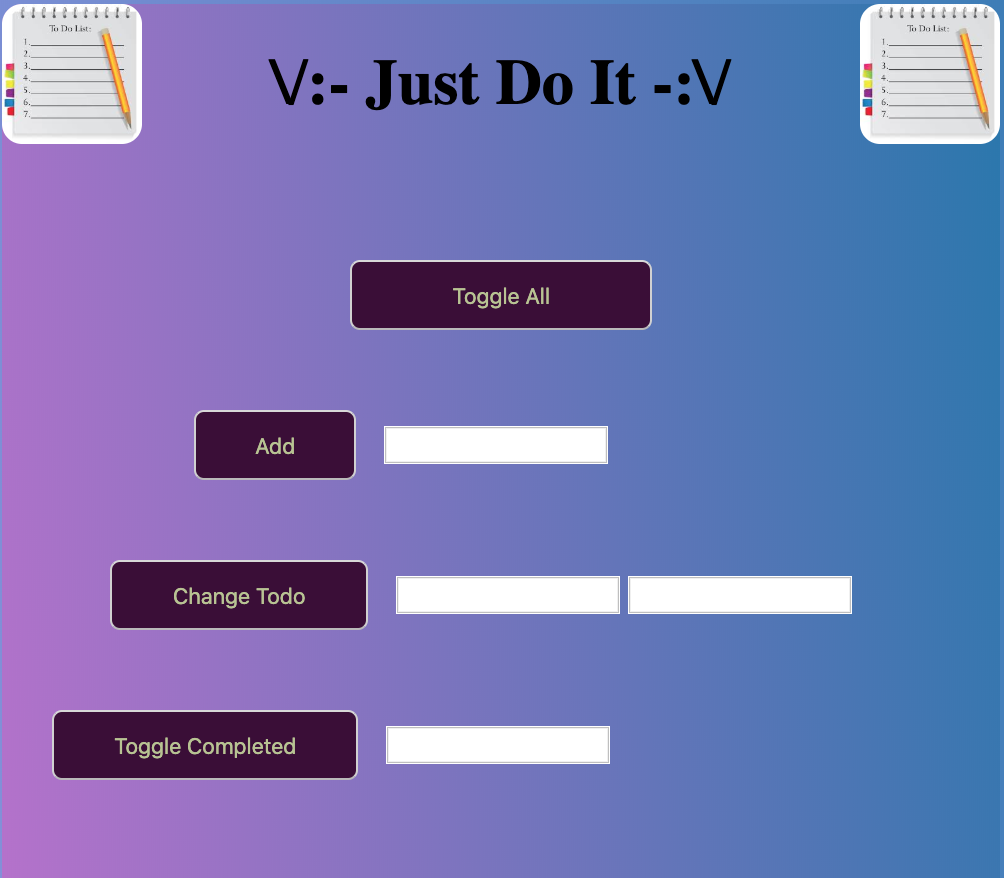 To Do List:
1.
2.
3.
4.
5.
6.
7.
\/:- Just Do It -:\/
To Do List:
1.
2.
3.
4.
5.
6.
7.
Toggle All
Add
Change Todo
Toggle Completed